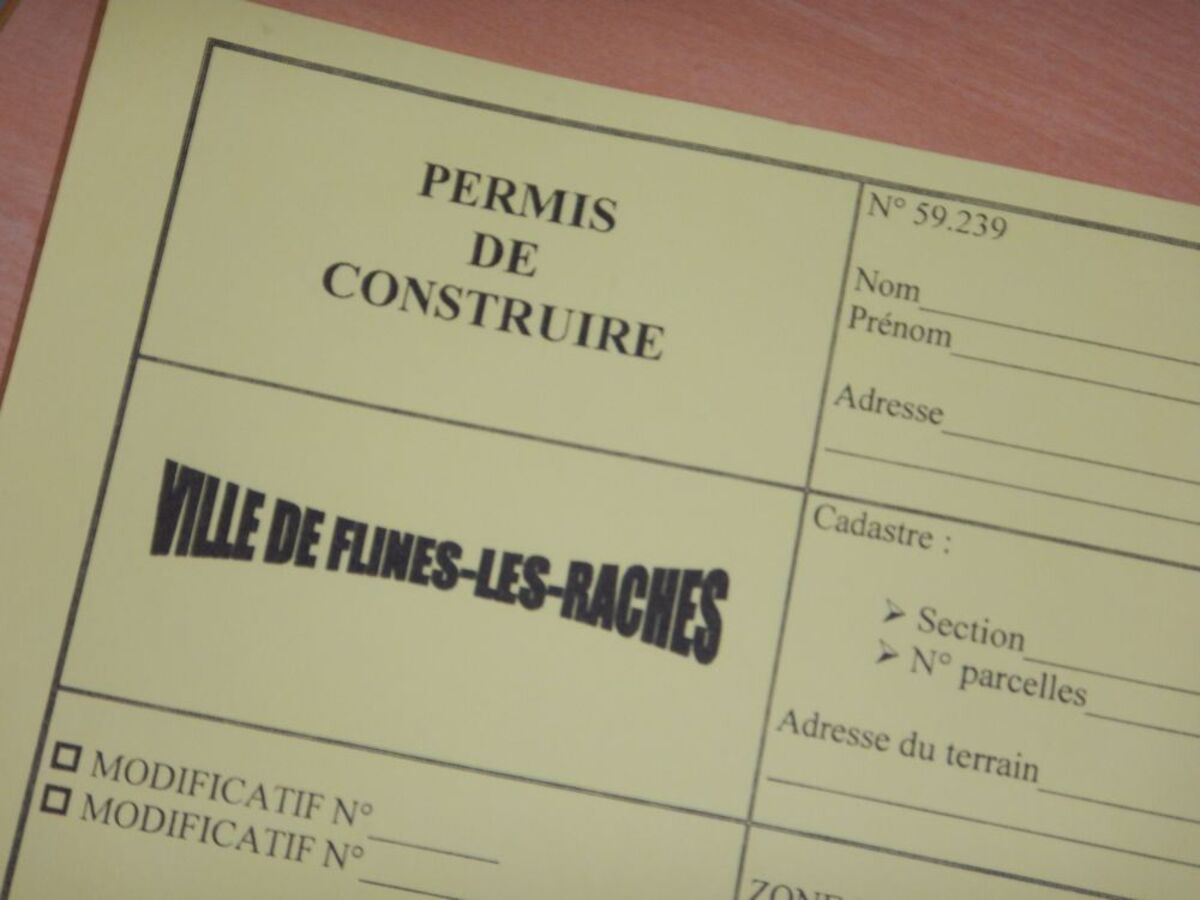 PERMIS
DE
CONSTRUIRE
VILLE DE FLINES-LES-RACHES
MODIFICATIF N°
MODIFICATIF N°
N° 59.239
Nom
Prénom
Adresse
Cadastre :
Section
N° parcelles
Adresse du terrain
ZONE